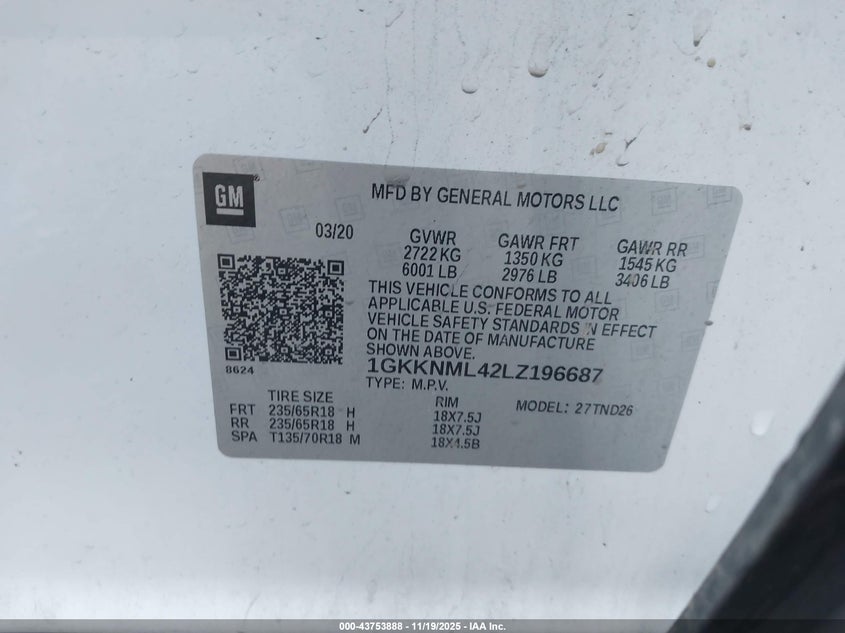 GM
MFD BY GENERAL MOTORS LLC
03/20
GVWR GAWR FRT GAWR RR
2722 KG 1350 KG 1545 KG
6001 LB 2976 LB 3406 LB
THIS VEHICLE CONFORMS TO ALL
APPLICABLE U.S. FEDERAL MOTOR
VEHICLE SAFETY STANDARDS IN EFFECT
ON THE DATE OF MANUFACTURE
SHOWN ABOVE.
8624
1GKKNML42LZ196687
TYPE: M.P.V.
TIRE SIZE RIM MODEL: 27TND26
FRT 235/65R18 H 18X7.5J
RR 235/65R18 H 18X7.5J
SPA T135/70R18 M 18X4.5B
000-43753888 - 11/19/2025 - IAA Inc.